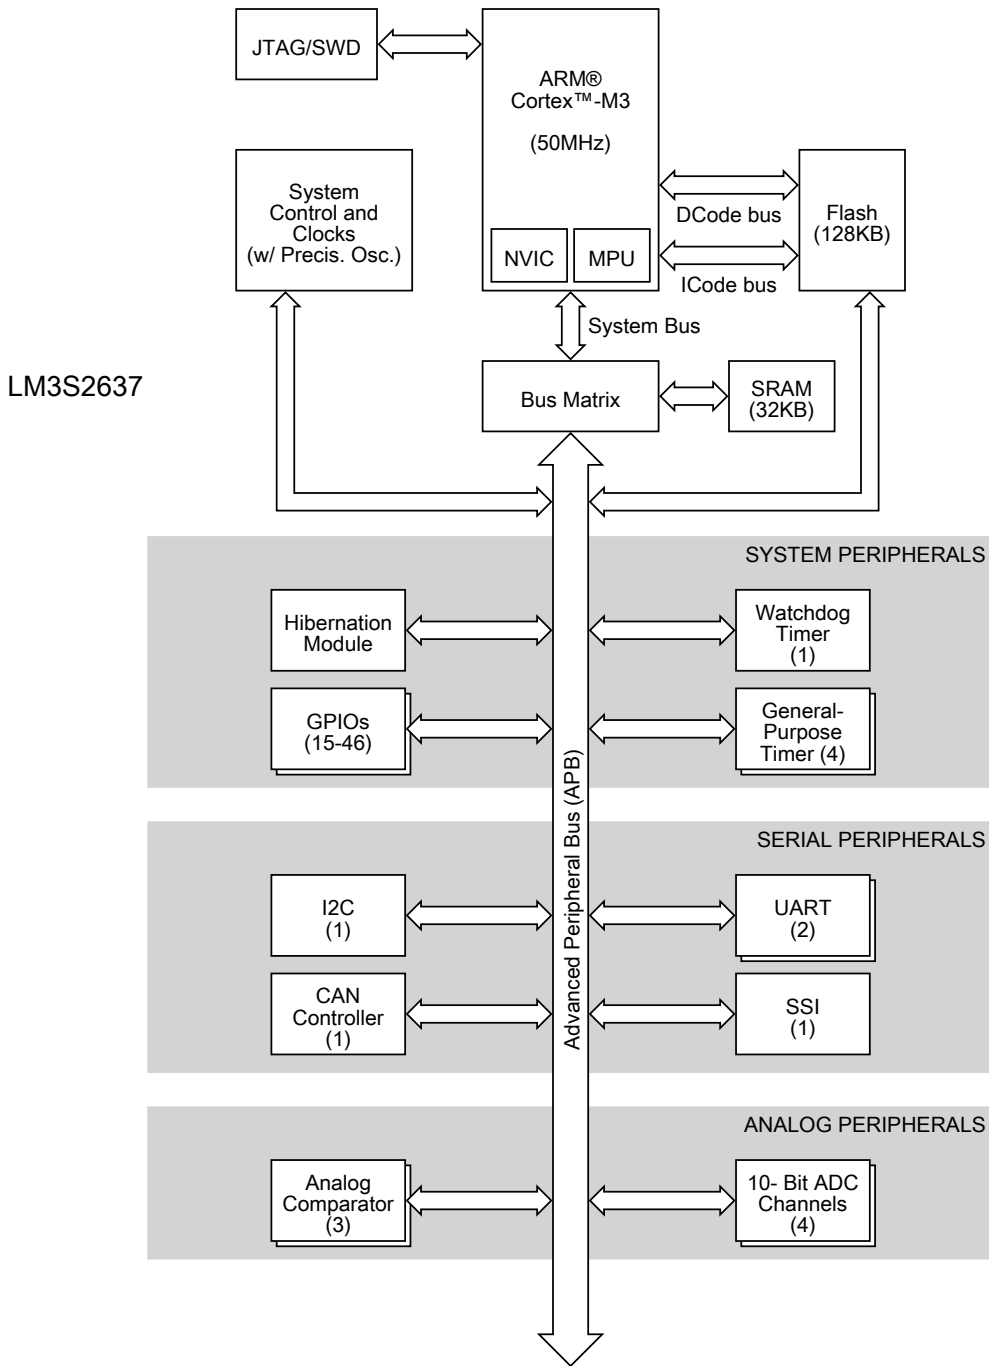 JTAG/SWD
ARM®
Cortex™-M3
(50MHz)
NVIC
MPU
System
Control and
Clocks
(w/ Precis. Osc.)
DCode bus
ICode bus
Flash
(128KB)
System Bus
LM3S2637
Bus Matrix
SRAM
(32KB)
Advanced Peripheral Bus (APB)
SYSTEM PERIPHERALS
Hibernation
Module
Watchdog
Timer
(1)
GPIOs
(15-46)
General-
Purpose
Timer (4)
SERIAL PERIPHERALS
I2C
(1)
UART
(2)
CAN
Controller
(1)
SSI
(1)
ANALOG PERIPHERALS
Analog
Comparator
(3)
10- Bit ADC
Channels
(4)